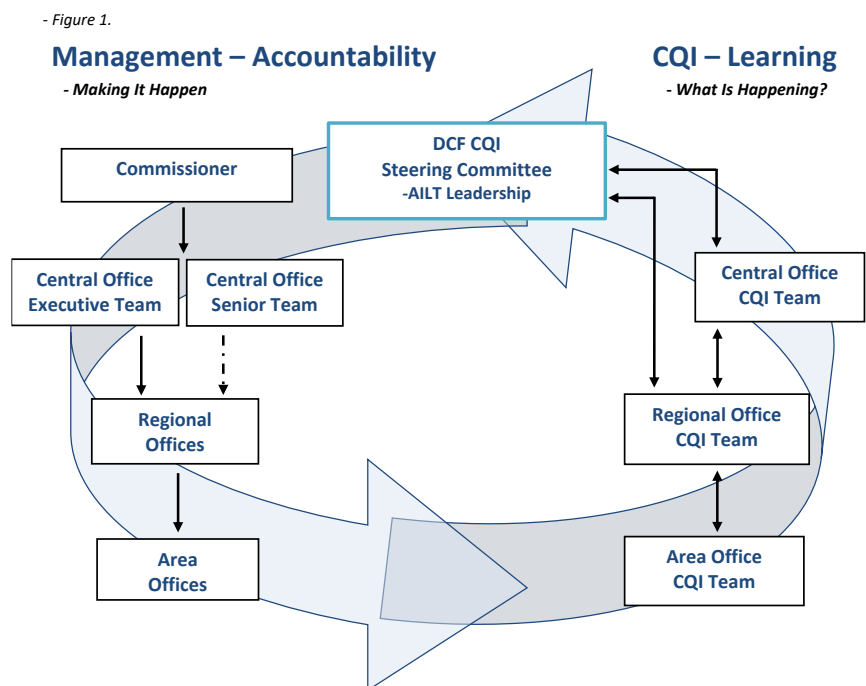 - Figure 1.
Management – Accountability
- Making It Happen
CQI – Learning
- What Is Happening?
DCF CQI
Steering Committee
-AILT Leadership
Commissioner
Central Office
Executive Team
Central Office
Senior Team
Central Office
CQI Team
Regional
Offices
Regional Office
CQI Team
Area
Offices
Area Office
CQI Team